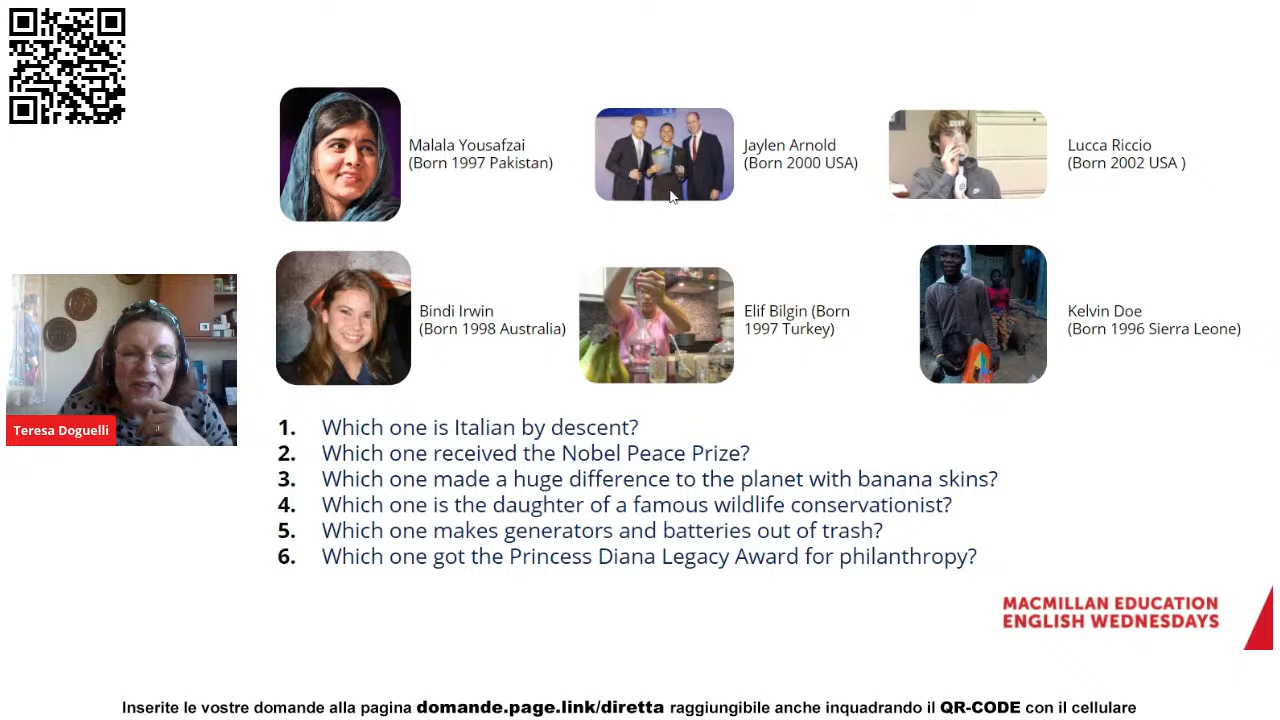 Malala Yousafzai
(Born 1997 Pakistan)
Jaylen Arnold
(Born 2000 USA)
Lucca Riccio
(Born 2002 USA )
Bindi Irwin
(Born 1998 Australia)
Elif Bilgin (Born
1997 Turkey)
Kelvin Doe
(Born 1996 Sierra Leone)
Teresa Doguelli
1. Which one is Italian by descent?
2. Which one received the Nobel Peace Prize?
3. Which one made a huge difference to the planet with banana skins?
4. Which one is the daughter of a famous wildlife conservationist?
5. Which one makes generators and batteries out of trash?
6. Which one got the Princess Diana Legacy Award for philanthropy?
MACMILLAN EDUCATION
ENGLISH WEDNESDAYS
Inserite le vostre domande alla pagina domande.page.link/diretta raggiungibile anche inquadrando il QR-CODE con il cellulare